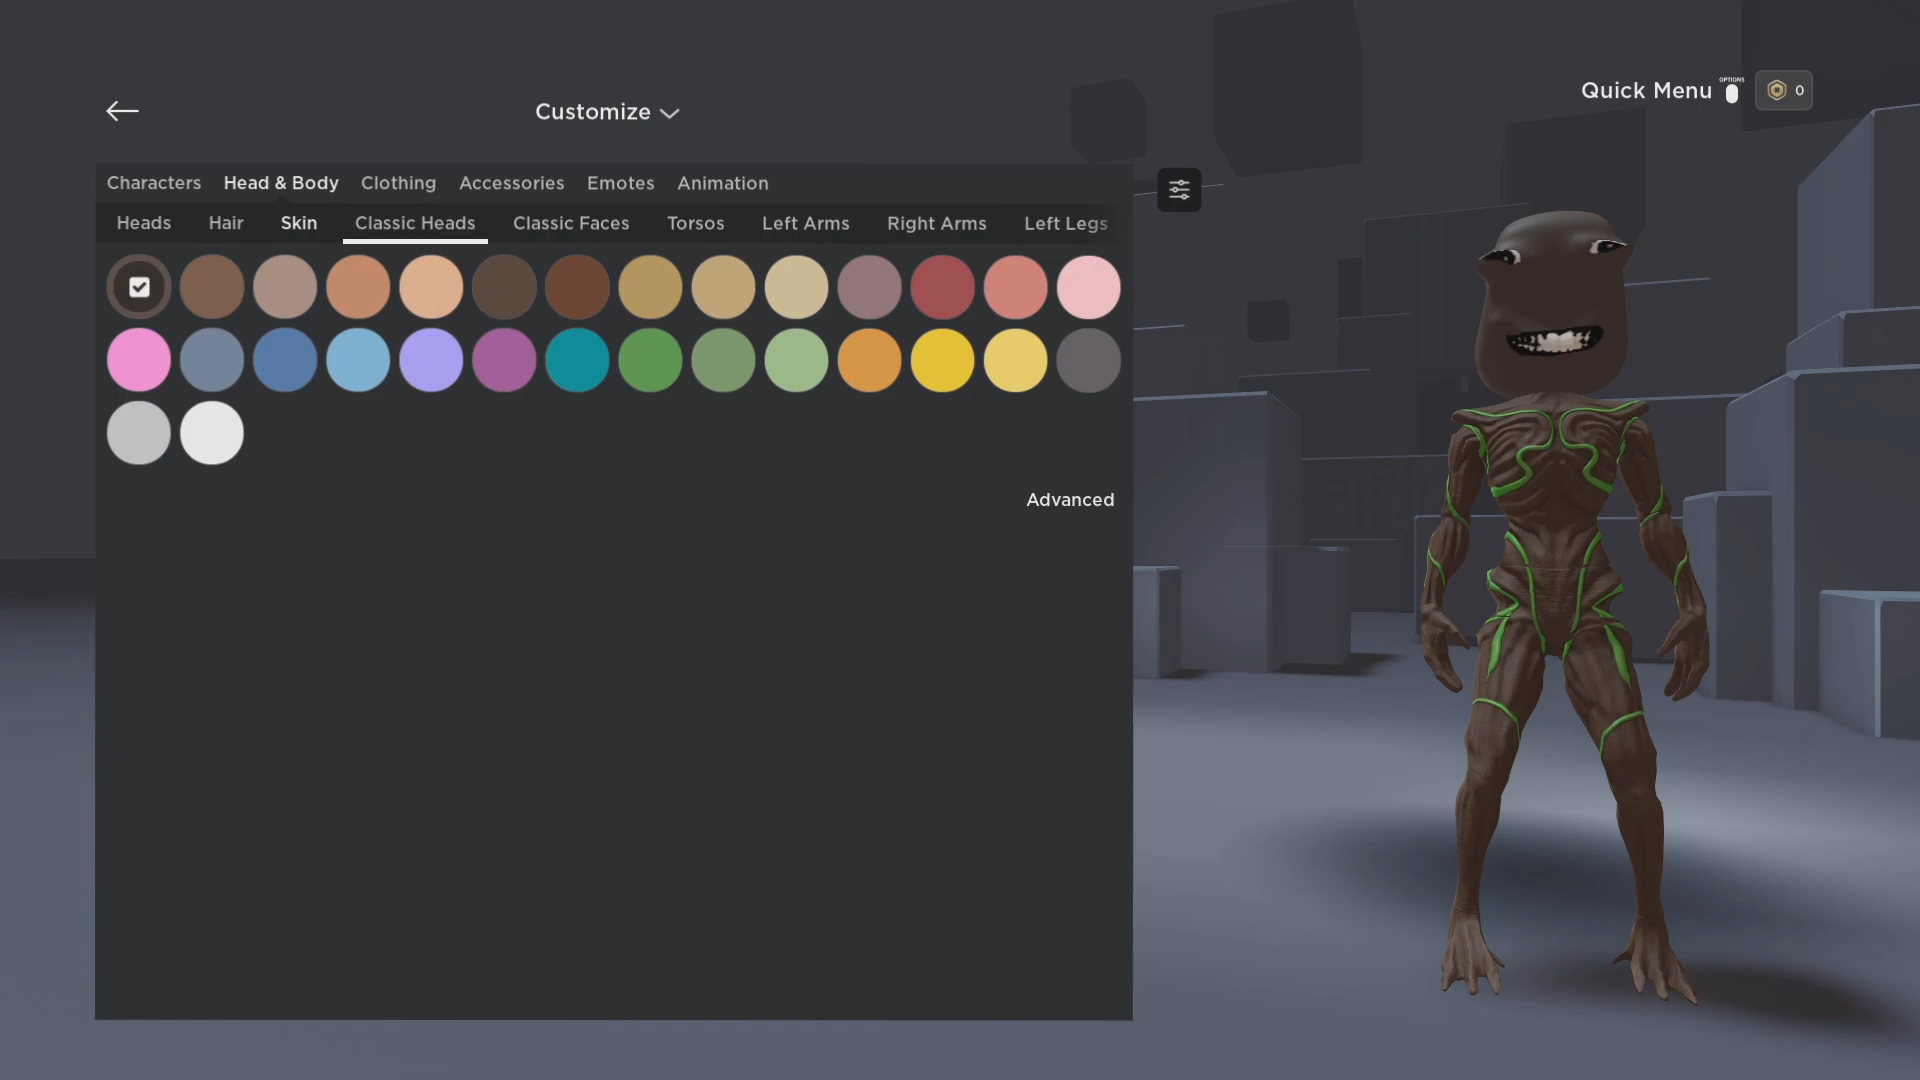 Customize
Quick Menu
OPTIONS
0
Characters Head & Body Clothing Accessories Emotes Animation
Heads Hair Skin Classic Heads Classic Faces Torsos Left Arms Right Arms Left Legs
Advanced